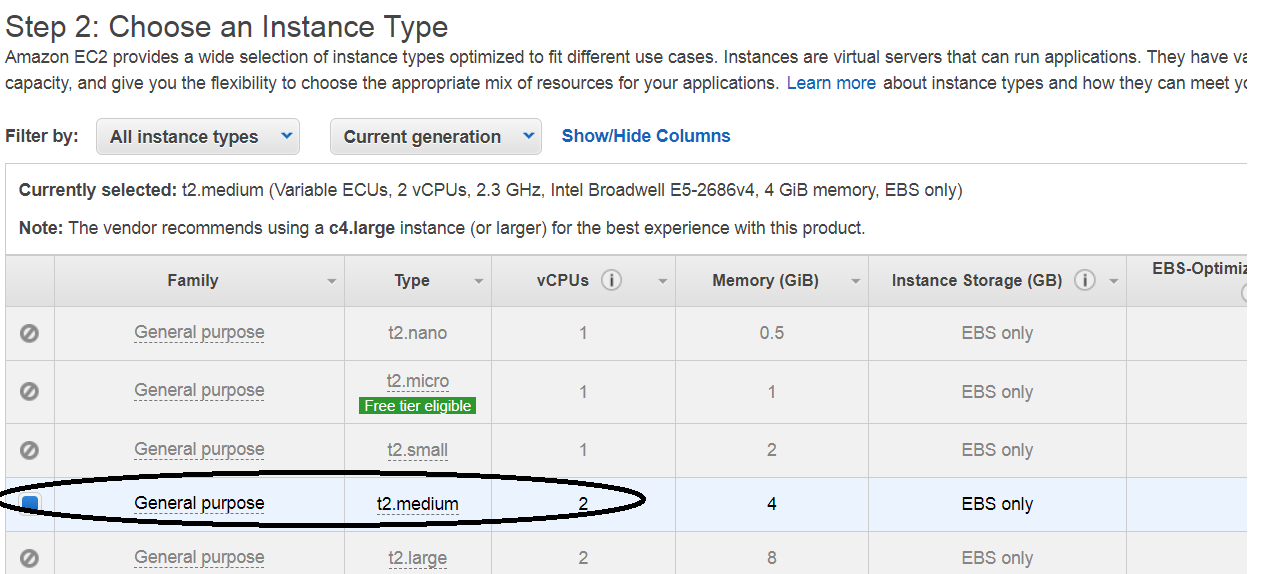 Step 2: Choose an Instance Type
Amazon EC2 provides a wide selection of instance types optimized to fit different use cases. Instances are virtual servers that can run applications. They have va
capacity, and give you the flexibility to choose the appropriate mix of resources for your applications. Learn more about instance types and how they can meet yo
Filter by: All instance types Current generation Show/Hide Columns
Currently selected: t2.medium (Variable ECUs, 2 vCPUs, 2.3 GHz, Intel Broadwell E5-2686v4, 4 GiB memory, EBS only)
Note: The vendor recommends using a c4.large instance (or larger) for the best experience with this product.
Family Type vCPUs i Memory (GiB) Instance Storage (GB) i EBS-Optimiz
General purpose t2.nano 1 0.5 EBS only
General purpose t2.micro 1 1 EBS only
Free tier eligible
General purpose t2.small 1 2 EBS only
General purpose t2.medium 2 4 EBS only
General purpose t2.large 2 8 EBS only